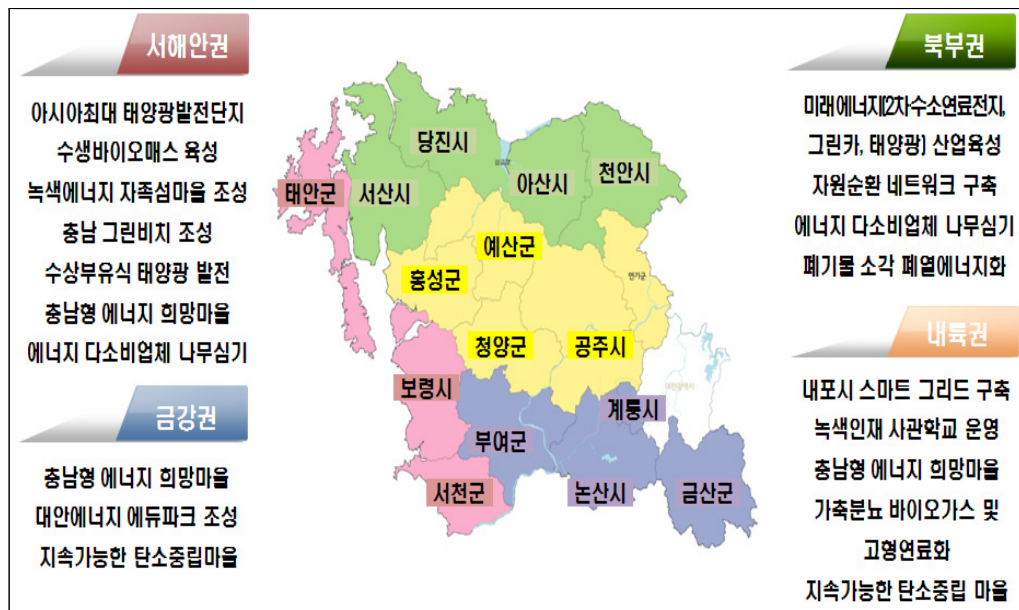 서해안권
아시아최대 태양광발전단지
수생바이오매스 육성
녹색에너지 자족섬마을 조성
충남 그린비치 조성
수상부유식 태양광 발전
충남형 에너지 희망마을
에너지 다소비업체 나무심기
금강권
충남형 에너지 희망마을
대안에너지 에듀파크 조성
지속가능한 탄소중립마을
당진시
태안군
서산시
아산시
천안시
예산군
홍성군
연기군
청양군
공주시
대전광역시
보령시
계룡시
부여군
서천군
논산시
금산군
북부권
미래에너지(2차·수소연료전지,
그린카, 태양광) 산업육성
자원순환 네트워크 구축
에너지 다소비업체 나무심기
폐기물 소각 폐열에너지화
내륙권
내포시 스마트 그리드 구축
녹색인재 사관학교 운영
충남형 에너지 희망마을
가축분뇨 바이오가스 및
고형연료화
지속가능한 탄소중립 마을